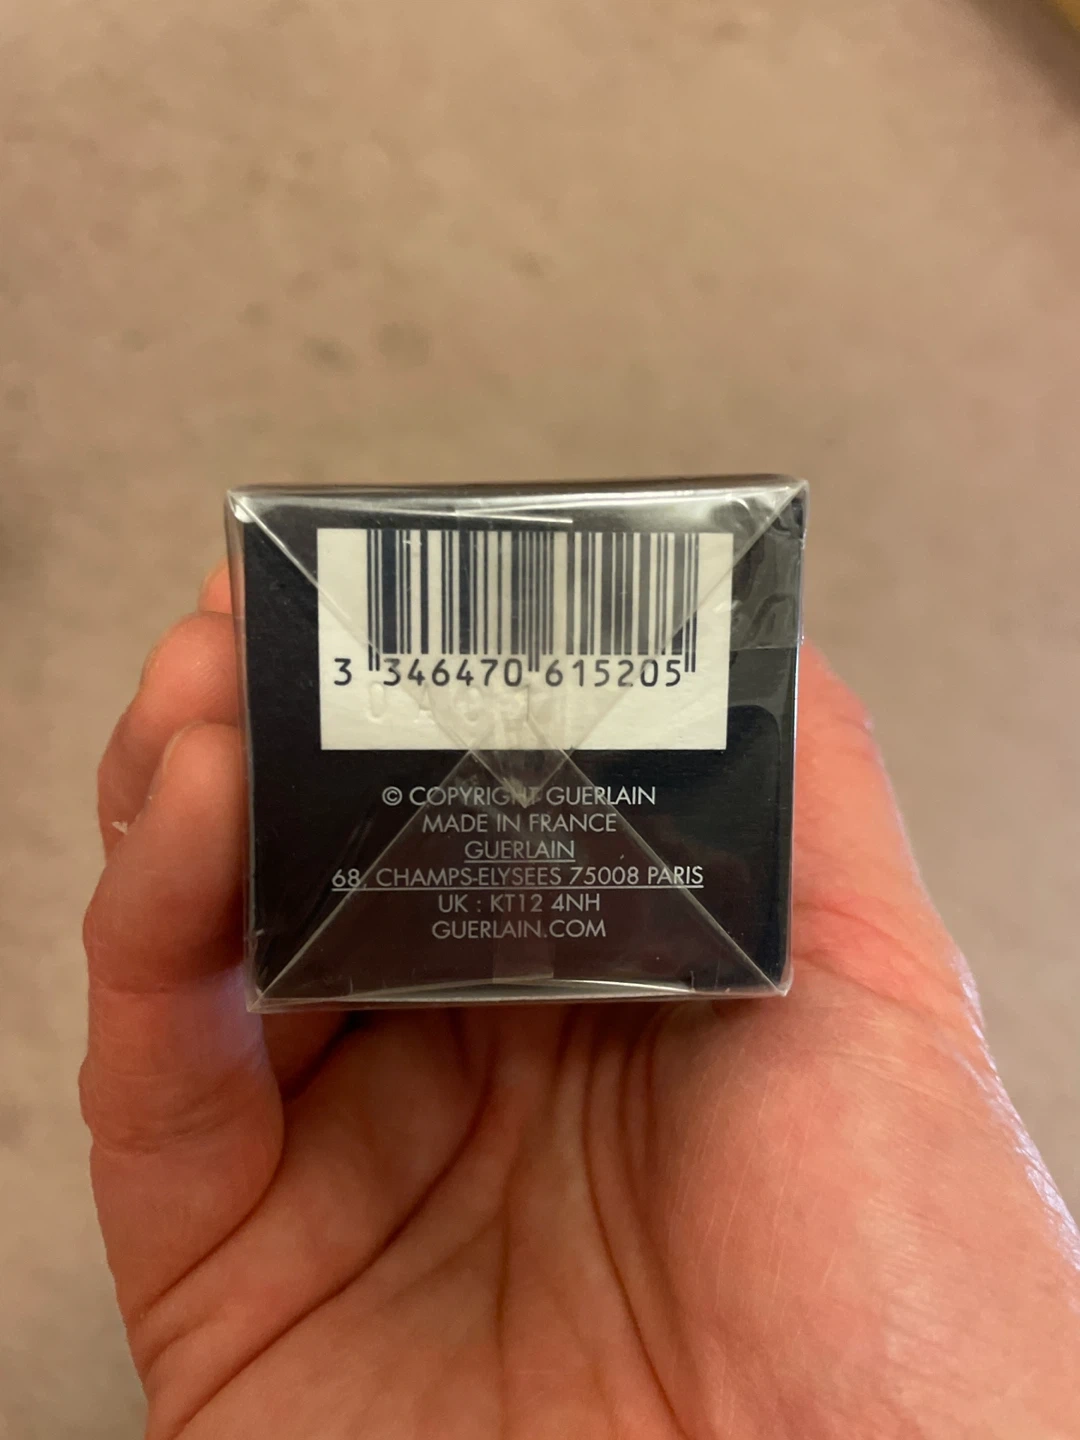 3 346470 615205
© COPYRIGHT GUERLAIN
MADE IN FRANCE
GUERLAIN
68, CHAMPS-ELYSEES 75008 PARIS
UK : KT12 4NH
GUERLAIN.COM